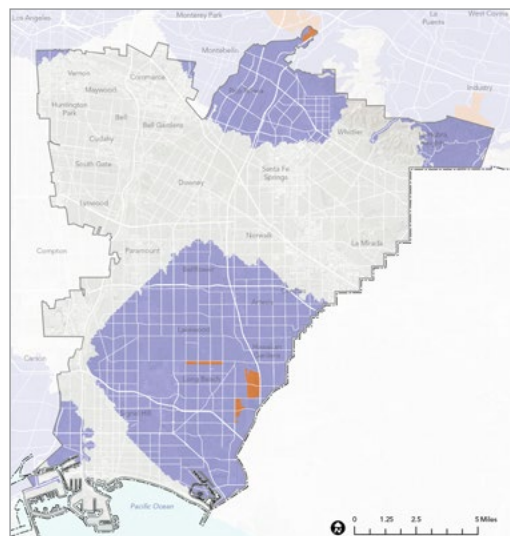 Los Angeles
Monterey Park
La
Puente
West Covina
Montebello
Vernon
Commerce
Industry
Maywood
Huntington
Park
Bell
Bell Gardens
Whittier
Cudahy
South Gate
Santa Fe
Springs
Downey
Lynwood
Norwalk
Compton
Paramount
La Mirada
Bellflower
Artesia
Lakewood
Hawaiian
Gardens
Carson
Long Beach
Signal Hill
Pacific Ocean
0 1.25 2.5 5 Miles